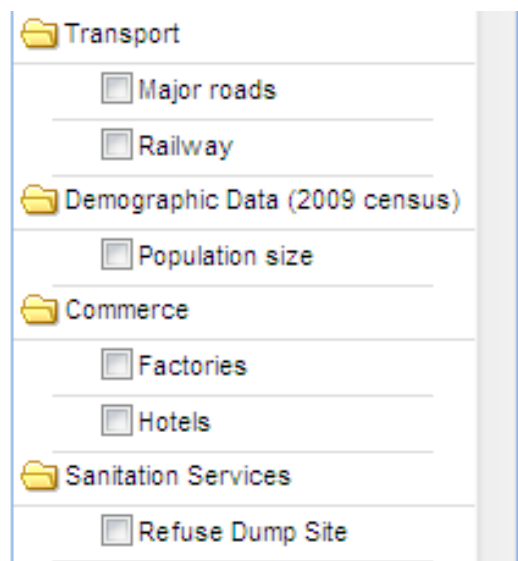 Transport
Major roads
Railway
Demographic Data (2009 census)
Population size
Commerce
Factories
Hotels
Sanitation Services
Refuse Dump Site